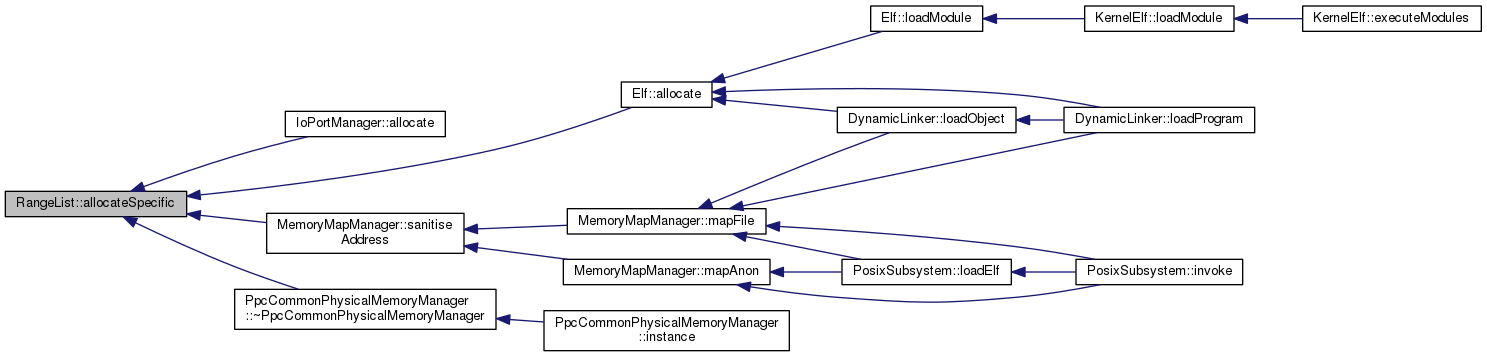 Elf::loadModule
KernelElf::loadModule
KernelElf::executeModules
Elf::allocate
IoPortManager::allocate
DynamicLinker::loadObject
DynamicLinker::loadProgram
RangeList::allocateSpecific
MemoryMapManager::sanitise
Address
MemoryMapManager::mapFile
MemoryMapManager::mapAnon
PosixSubsystem::loadElf
PosixSubsystem::invoke
PpcCommonPhysicalMemoryManager
::~PpcCommonPhysicalMemoryManager
PpcCommonPhysicalMemoryManager
::instance